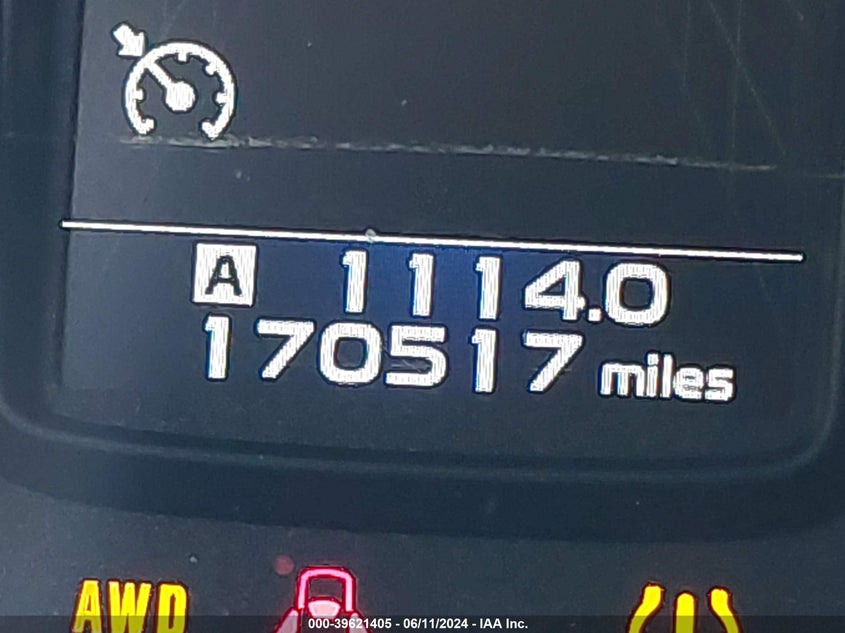 A 1114.0
170517 miles
AWD
000-39621405 - 06/11/2024 - IAA Inc.